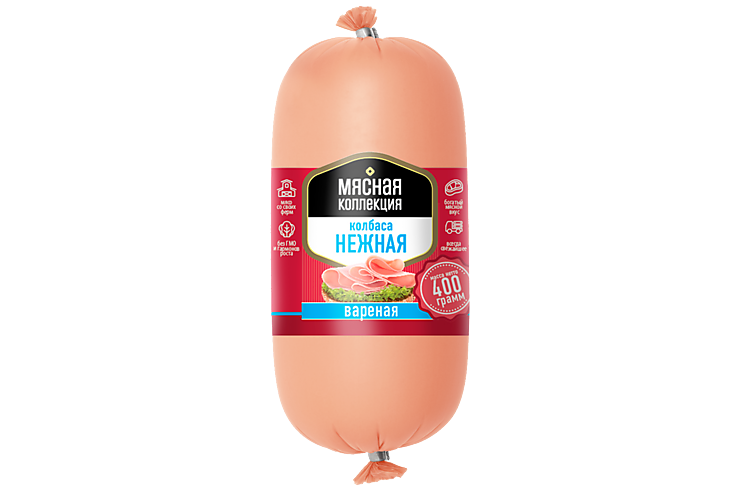 МЯСНАЯ
КОЛЛЕКЦИЯ
колбаса
НЕЖНАЯ
вареная
мясо
со своих
ферм
без ГМО
и гормонов
роста
богатый
мясной
вкус
всегда
свежайшее
масса нетто
400
грамм